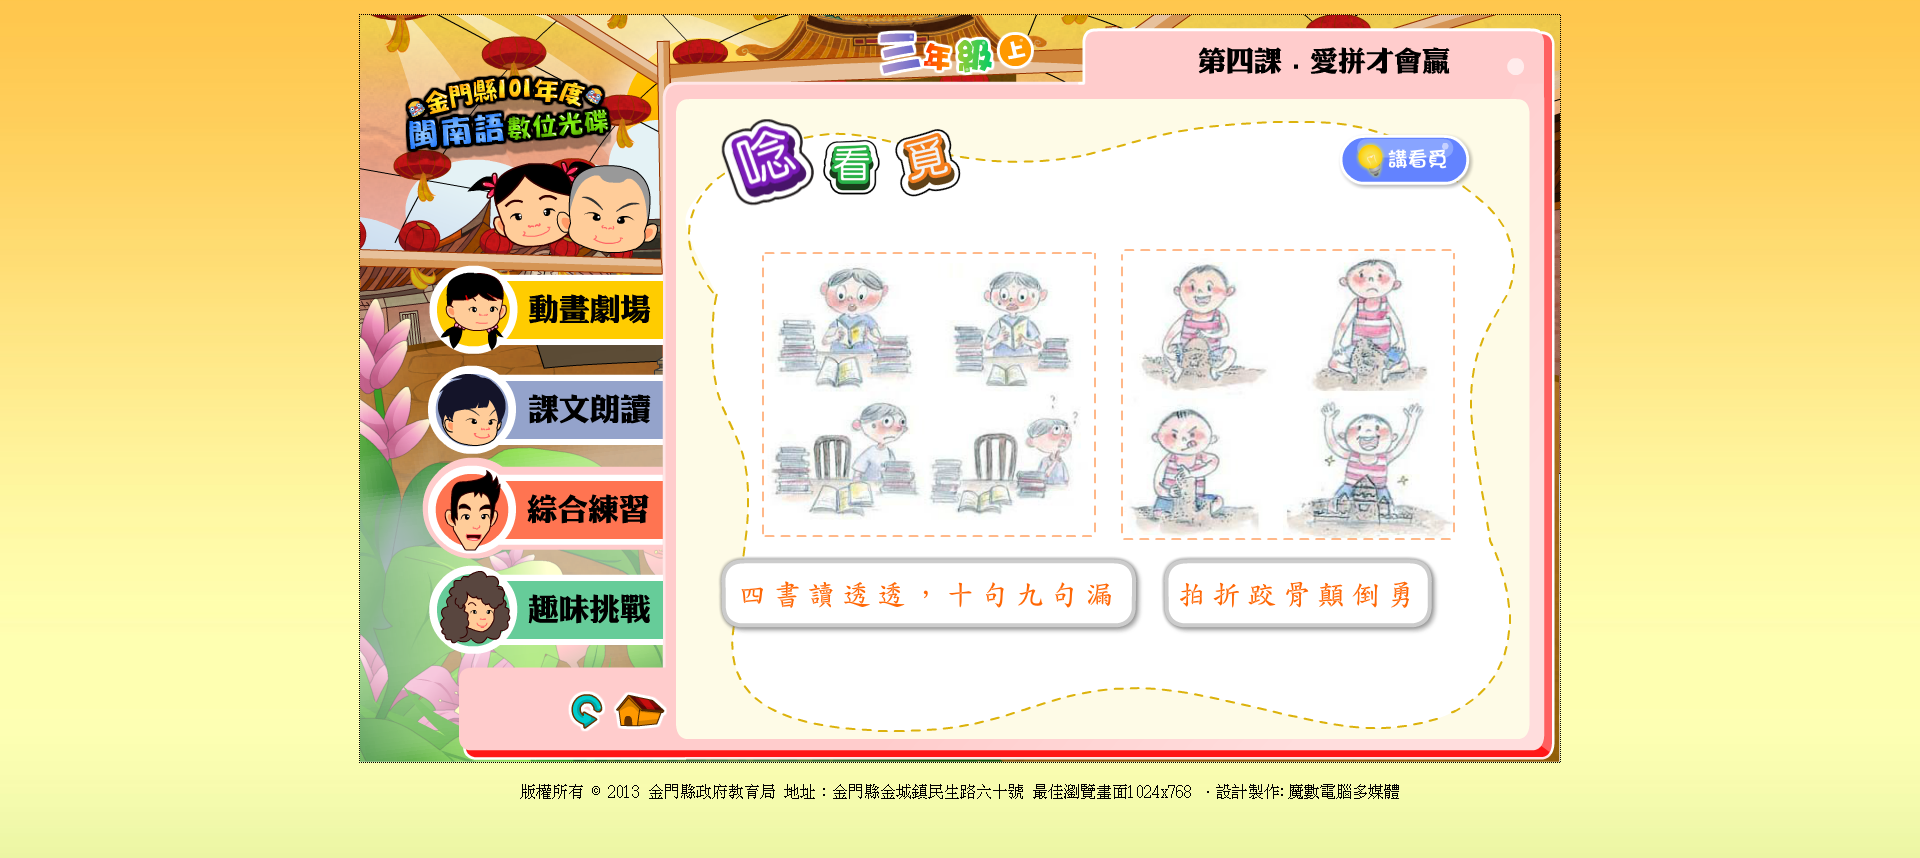 三年級上
第四課．愛拼才會贏
金門縣101年度
閩南語數位光碟
唸看覓
講看覓
動畫劇場
課文朗讀
綜合練習
趣味挑戰
四書讀透透，十句九句漏
拍折跤骨顛倒勇
版權所有 © 2013 金門縣政府教育局 地址：金門縣金城鎮民生路六十號 最佳瀏覽畫面1024x768 ．設計製作: 魔數電腦多媒體